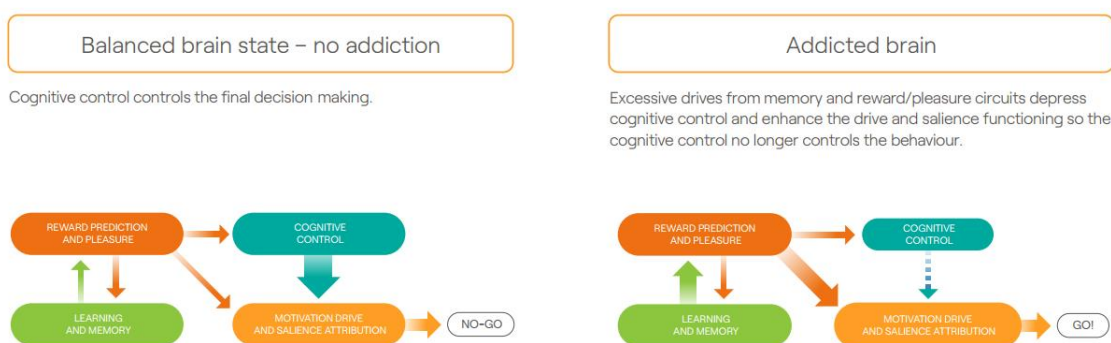 Balanced brain state – no addiction
Cognitive control controls the final decision making.
REWARD PREDICTION
AND PLEASURE
COGNITIVE
CONTROL
LEARNING
AND MEMORY
MOTIVATION DRIVE
AND SALIENCE ATTRIBUTION
NO-GO
Addicted brain
Excessive drives from memory and reward/pleasure circuits depress
cognitive control and enhance the drive and salience functioning so the
cognitive control no longer controls the behaviour.
REWARD PREDICTION
AND PLEASURE
COGNITIVE
CONTROL
LEARNING
AND MEMORY
MOTIVATION DRIVE
AND SALIENCE ATTRIBUTION
GO!